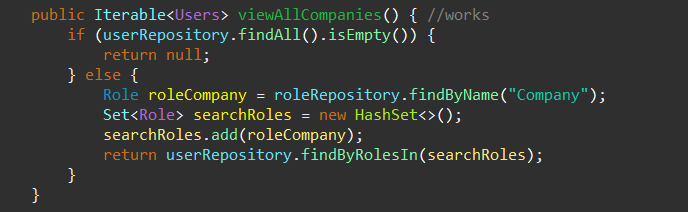 public Iterable<Users> viewAllCompanies() { //works
    if (userRepository.findAll().isEmpty()) {
        return null;
    } else {
        Role roleCompany = roleRepository.findByName("Company");
        Set<Role> searchRoles = new HashSet<>();
        searchRoles.add(roleCompany);
        return userRepository.findByRolesIn(searchRoles);
    }
}